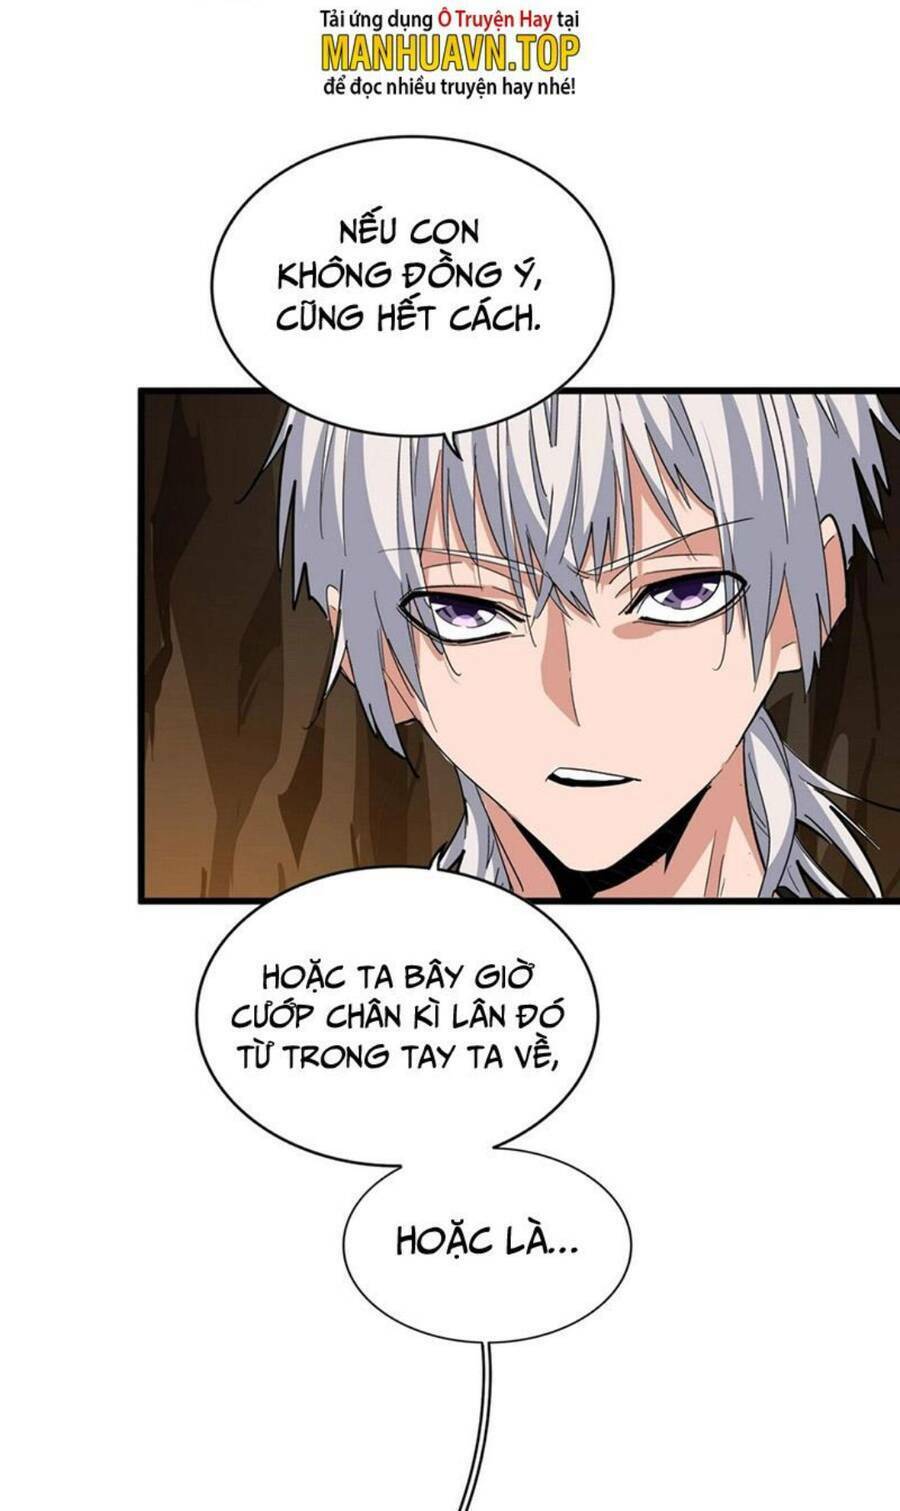 Tải ứng dụng Ô Truyện Hay tại
MANHUAVN.TOP
để đọc nhiều truyện hay nhé!
NẾU CON
KHÔNG ĐỒNG Ý,
CŨNG HẾT CÁCH.
HOẶC TA BÂY GIỜ
CƯỚP CHÂN KÌ LÂN ĐÓ
TỪ TRONG TAY TA VỀ,
HOẶC LÀ...